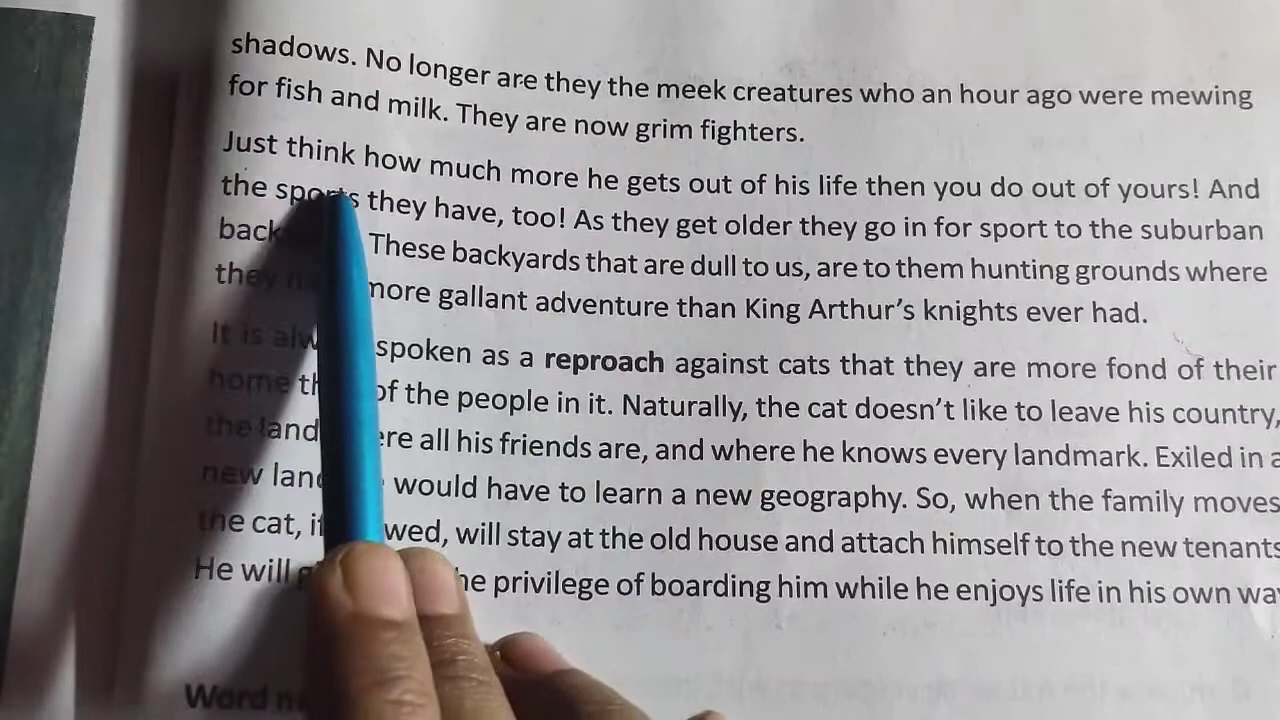 shadows. No longer are they the meek creatures who an hour ago were mewing
for fish and milk. They are now grim fighters.
Just think how much more he gets out of his life then you do out of yours! And
the sports they have, too! As they get older they go in for sport to the suburban
back These backyards that are dull to us, are to them hunting grounds where
they more gallant adventure than King Arthur's knights ever had.
It is spoken as a reproach against cats that they are more fond of their
home of the people in it. Naturally, the cat doesn't like to leave his country,
the land all his friends are, and where he knows every landmark. Exiled in a
new would have to learn a new geography. So, when the family moves
the cat, will stay at the old house and attach himself to the new tenants
He will the privilege of boarding him while he enjoys life in his own
Word